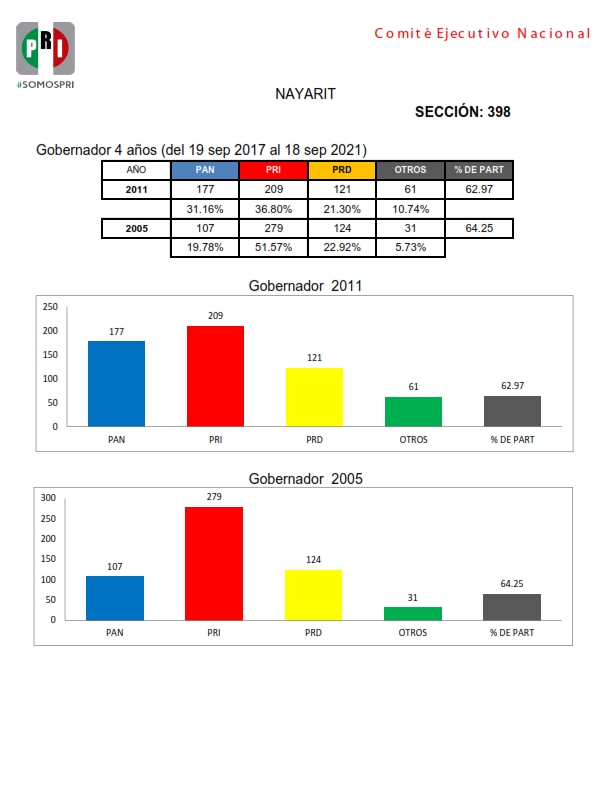 Comité Ejecutivo Nacional
PRI
#SOMOSPRI
NAYARIT
SECCIÓN: 398
Gobernador 4 años (del 19 sep 2017 al 18 sep 2021)
AÑO PAN PRI PRD OTROS % DE PART
2011 177 209 121 61 62.97
31.16% 36.80% 21.30% 10.74%
2005 107 279 124 31 64.25
19.78% 51.57% 22.92% 5.73%
Gobernador 2011
250
200
150
100
50
0
177
209
121
61
62.97
PAN PRI PRD OTROS % DE PART
Gobernador 2005
300
250
200
150
100
50
0
107
279
124
31
64.25
PAN PRI PRD OTROS % DE PART